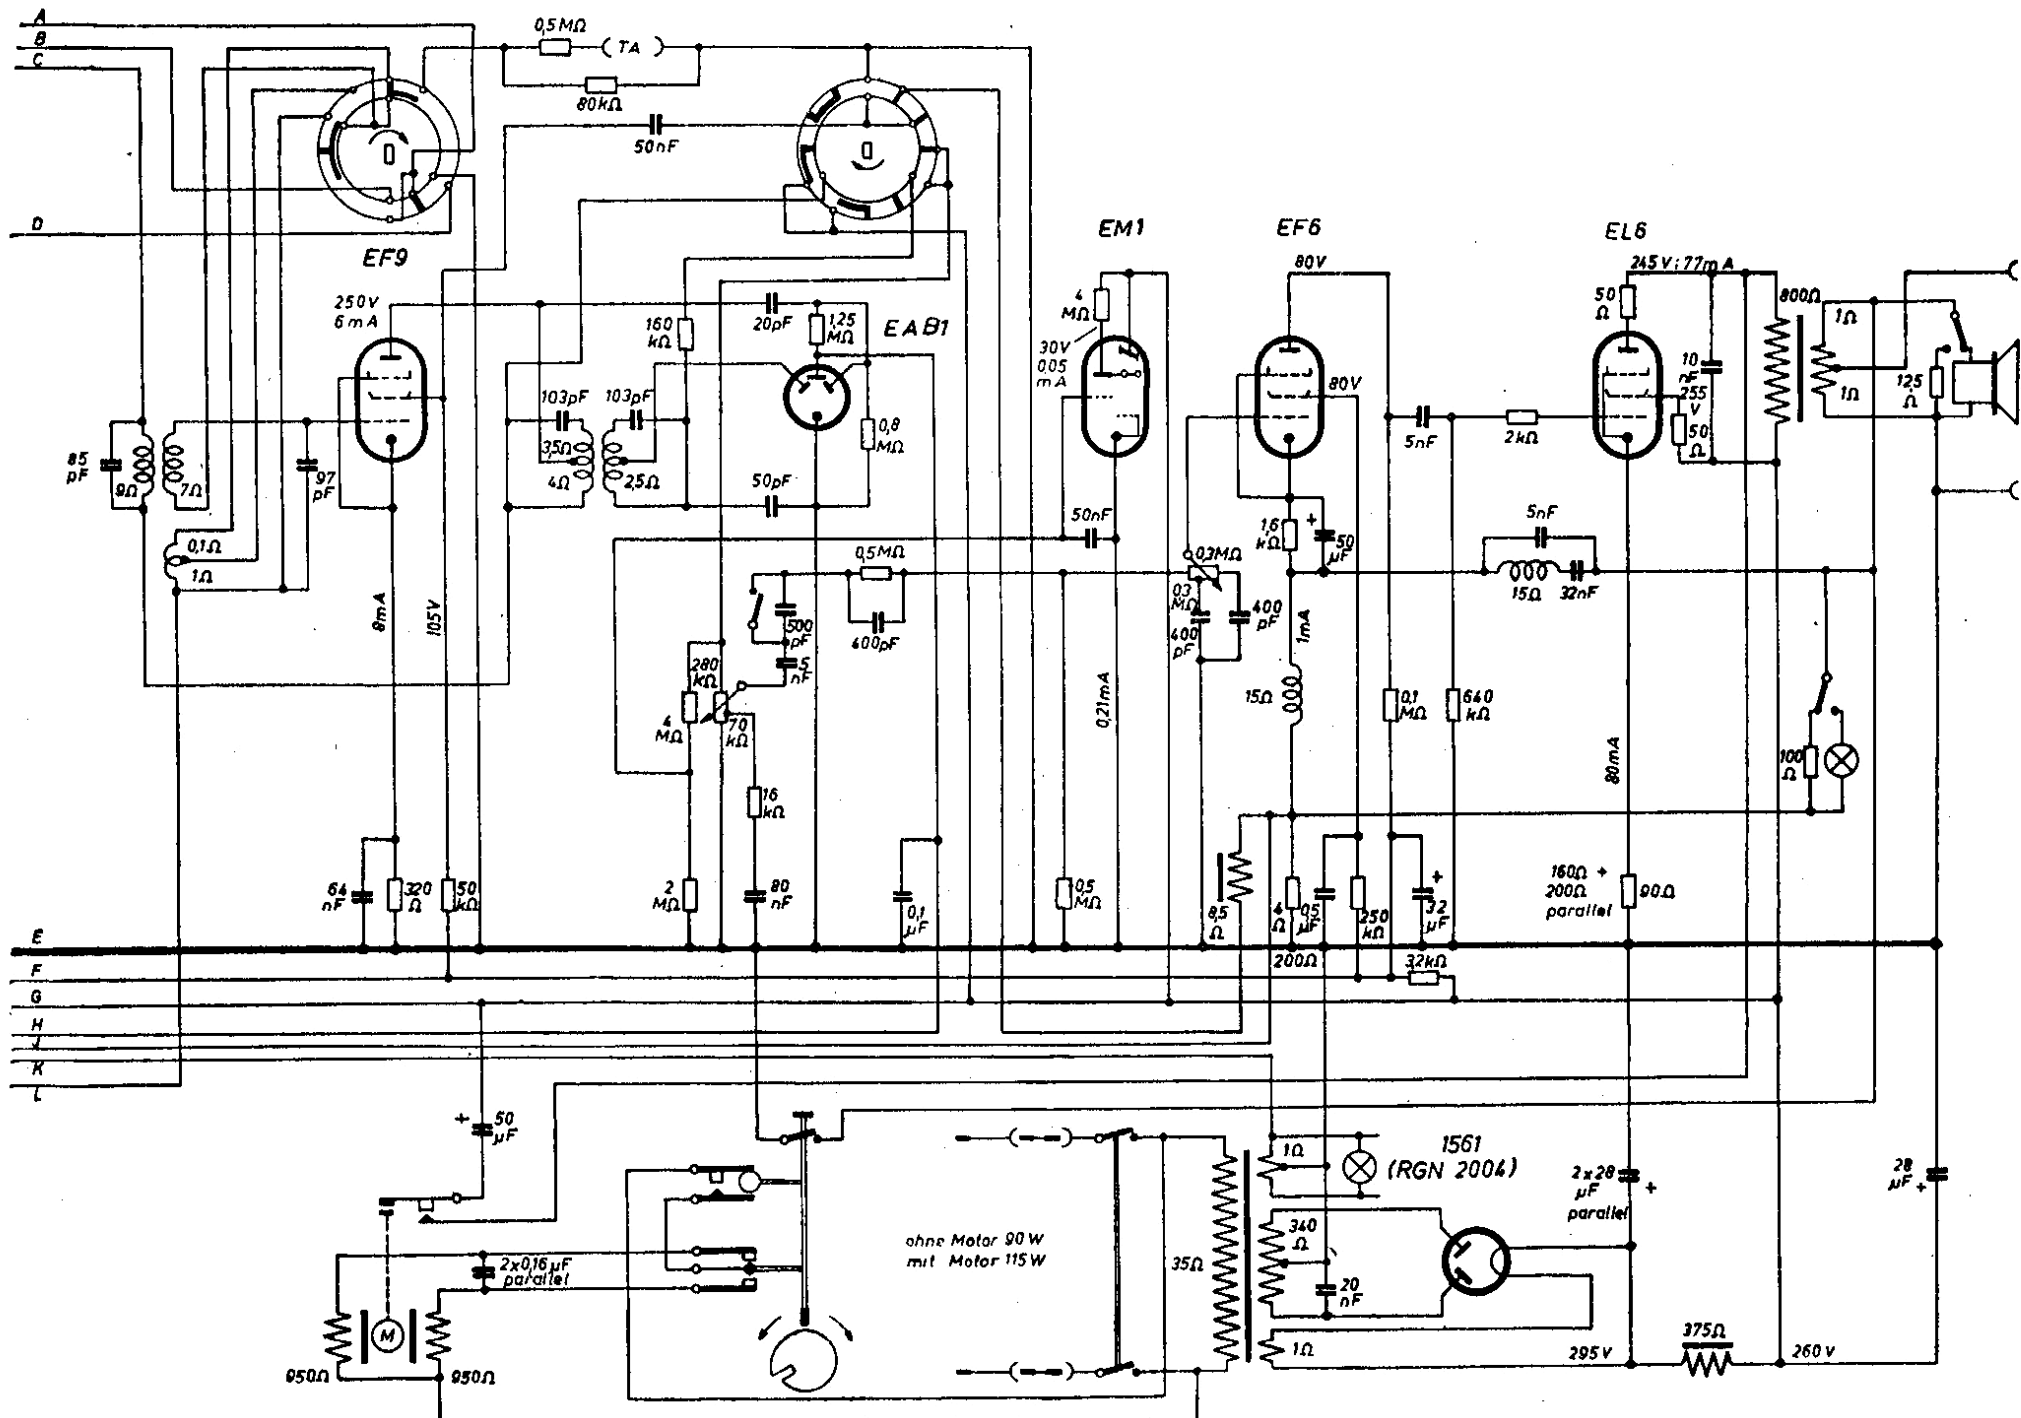 A
B
C
D
0,5 MΩ
( TA )
80kΩ
50nF
EF9
250V
6mA
105V
8mA
85
pF
9Ω
7Ω
97
pF
0,1Ω
1Ω
64
nF
320
Ω
50
kΩ
20pF
160
kΩ
1,25
MΩ
EAB1
103pF
103pF
3,5Ω
4Ω
2,5Ω
0,8
MΩ
50pF
0,5MΩ
400pF
500
pF
5
nF
280
kΩ
70
kΩ
4
MΩ
16
kΩ
2
MΩ
80
nF
0,1
µF
EM1
4
MΩ
30V
0,05
mA
50nF
0,21mA
0,5
MΩ
EF6
80V
80V
1,6
kΩ
+
50
µF
0,3MΩ
0,3
MΩ
400
pF
400
pF
1mA
15Ω
8,5
Ω
4
Ω
0,5
µF
250
kΩ
+
32
µF
0,1
MΩ
640
kΩ
200Ω
3,2kΩ
5nF
2kΩ
5nF
15Ω
32nF
EL6
245V; 77mA
50
Ω
10
nF
255
V
50
Ω
800Ω
1Ω
1Ω
12,5
Ω
80mA
160Ω +
200Ω
parallel
90Ω
100
Ω
E
F
G
H
J
K
L
+
50
µF
2x0,16µF
parallel
M
950Ω
950Ω
ohne Motor 90W
mit Motor 115W
35Ω
1Ω
340
Ω
20
nF
1Ω
1561
(RGN 2004)
2x28
µF
+
parallel
28
µF
+
295V
375Ω
260V